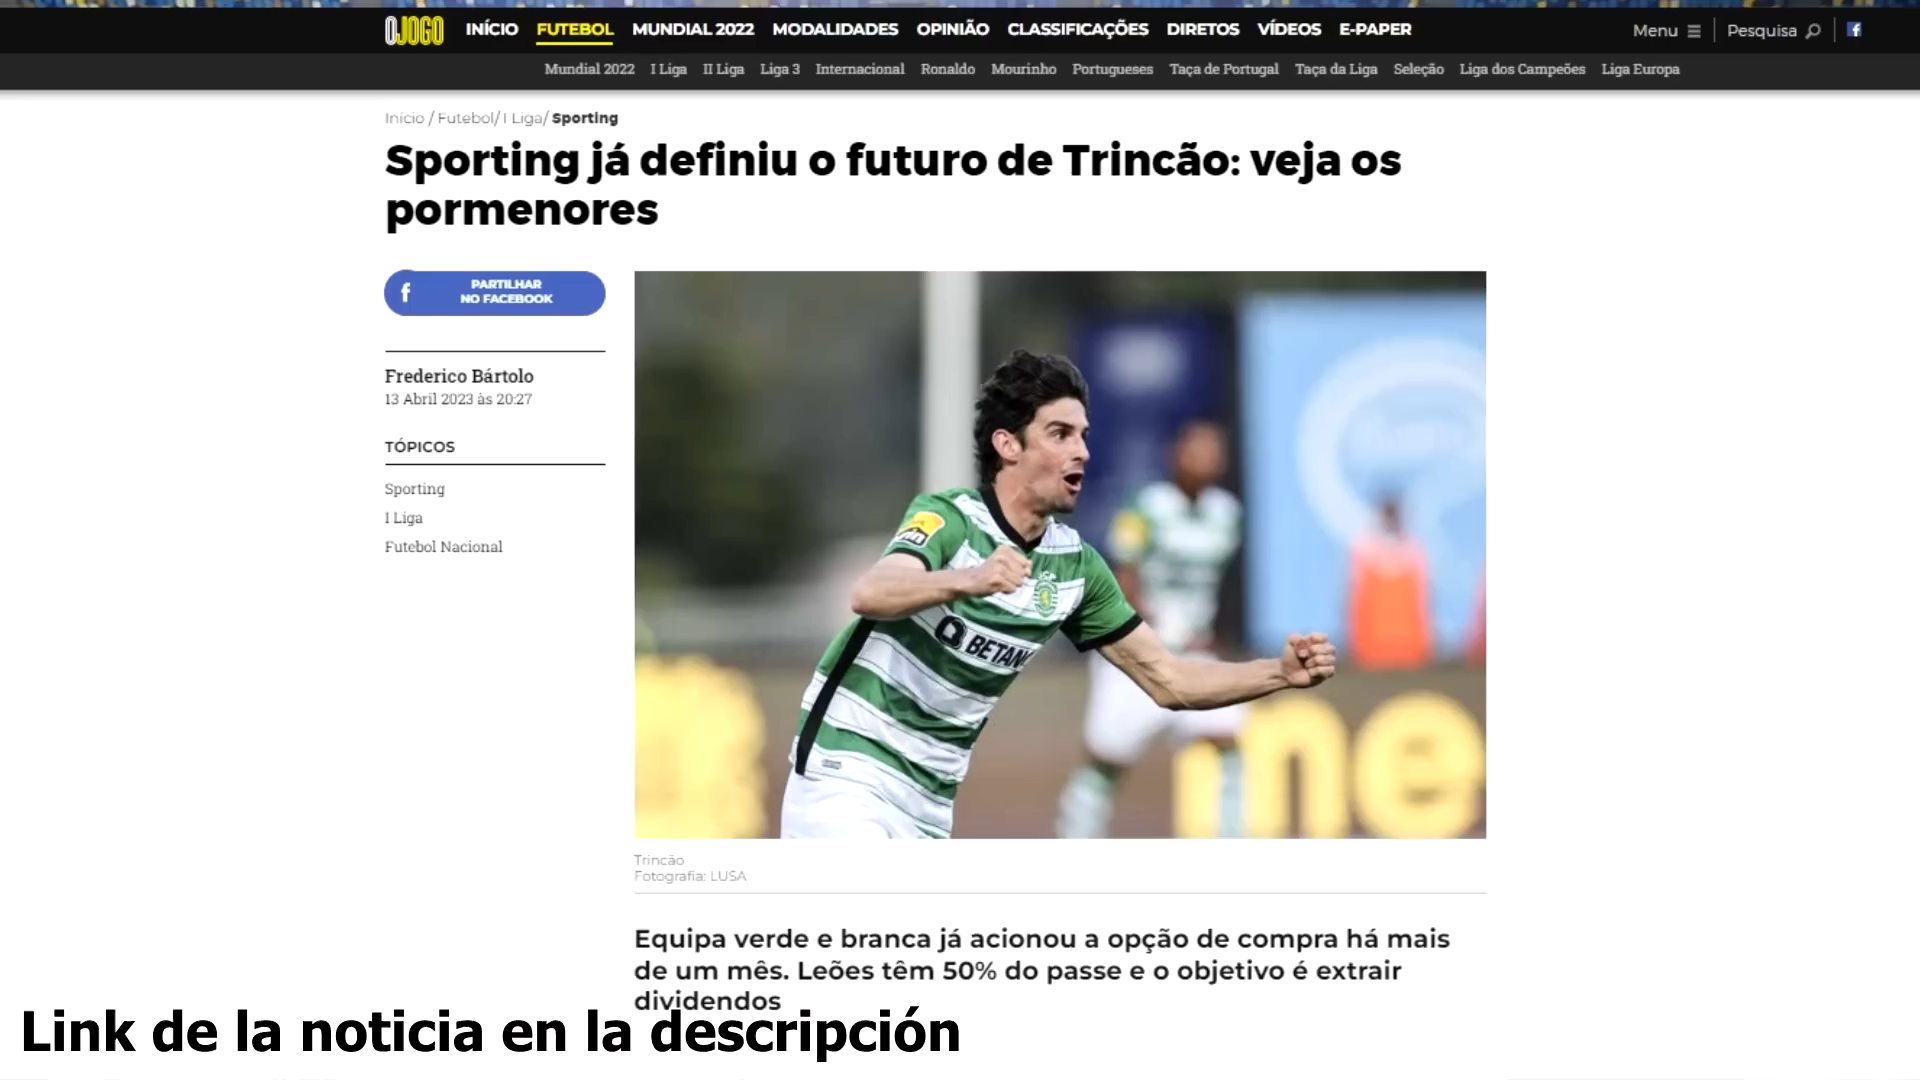 OJOGO INÍCIO FUTEBOL MUNDIAL 2022 MODALIDADES OPINIÃO CLASSIFICAÇÕES DIRETOS VÍDEOS E-PAPER Menu Pesquisa
Mundial 2022 I Liga II Liga Liga 3 Internacional Ronaldo Mourinho Portugueses Taça de Portugal Taça da Liga Seleção Liga dos Campeões Liga Europa
Início / Futebol/ I Liga/ Sporting
Sporting já definiu o futuro de Trincão: veja os
pormenores
PARTILHAR
NO FACEBOOK
Frederico Bártolo
13 Abril 2023 às 20:27
TÓPICOS
Sporting
I Liga
Futebol Nacional
BETAN
Trincão
Fotografia: LUSA
Equipa verde e branca já acionou a opção de compra há mais
de um mês. Leões têm 50% do passe e o objetivo é extrair
dividendos
Link de la noticia en la descripción